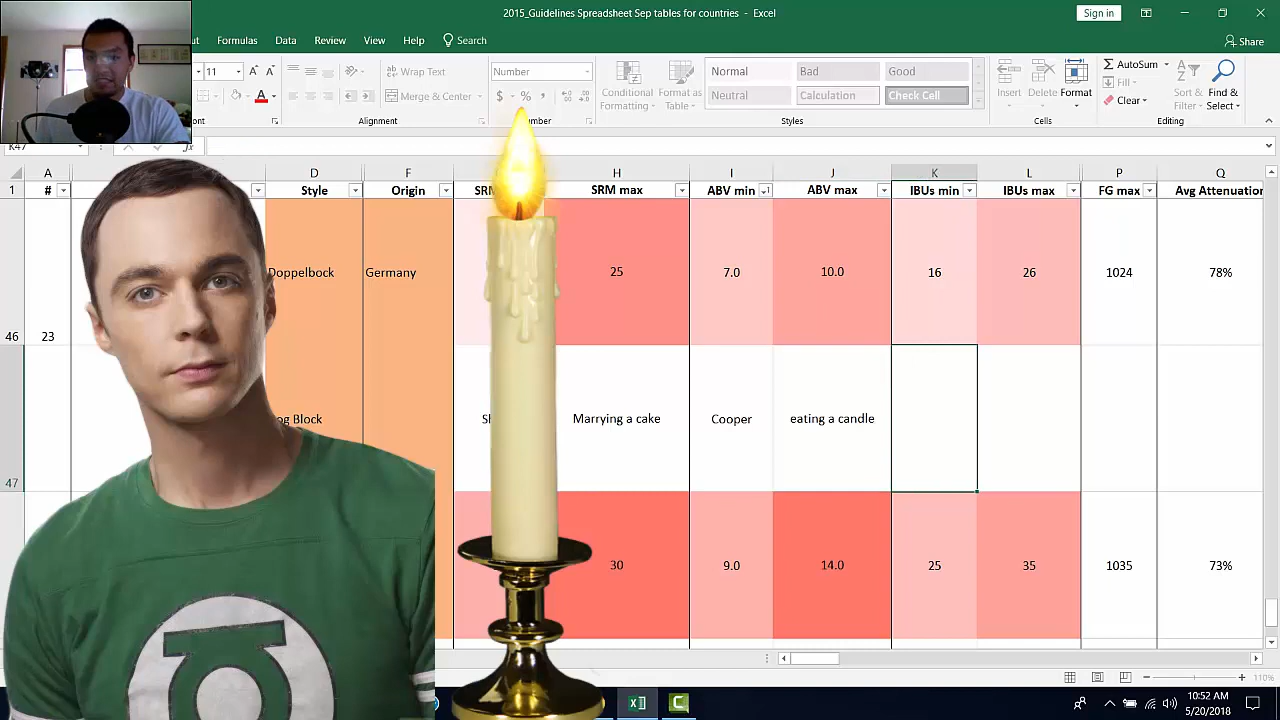 2015_Guidelines Spreadsheet Sep tables for countries - Excel
Sign in
Formulas Data Review View Help Search
Share
11
Wrap Text
Merge & Center
Alignment
Number
$ % ,
Conditional Formatting
Format as Table
Normal Bad Good
Neutral Calculation Check Cell
Styles
Insert Delete Format
Cells
AutoSum
Fill
Clear
Sort & Filter
Find & Select
Editing
K47
fx
A D F H I J K L P Q
1 # Style Origin SRM max ABV min ABV max IBUs min IBUs max FG max Avg Attenuation
46 23 Doppelbock Germany 25 7.0 10.0 16 26 1024 78%
47 Block Marrying a cake Cooper eating a candle
30 9.0 14.0 25 35 1035 73%
110%
10:52 AM
5/20/2018